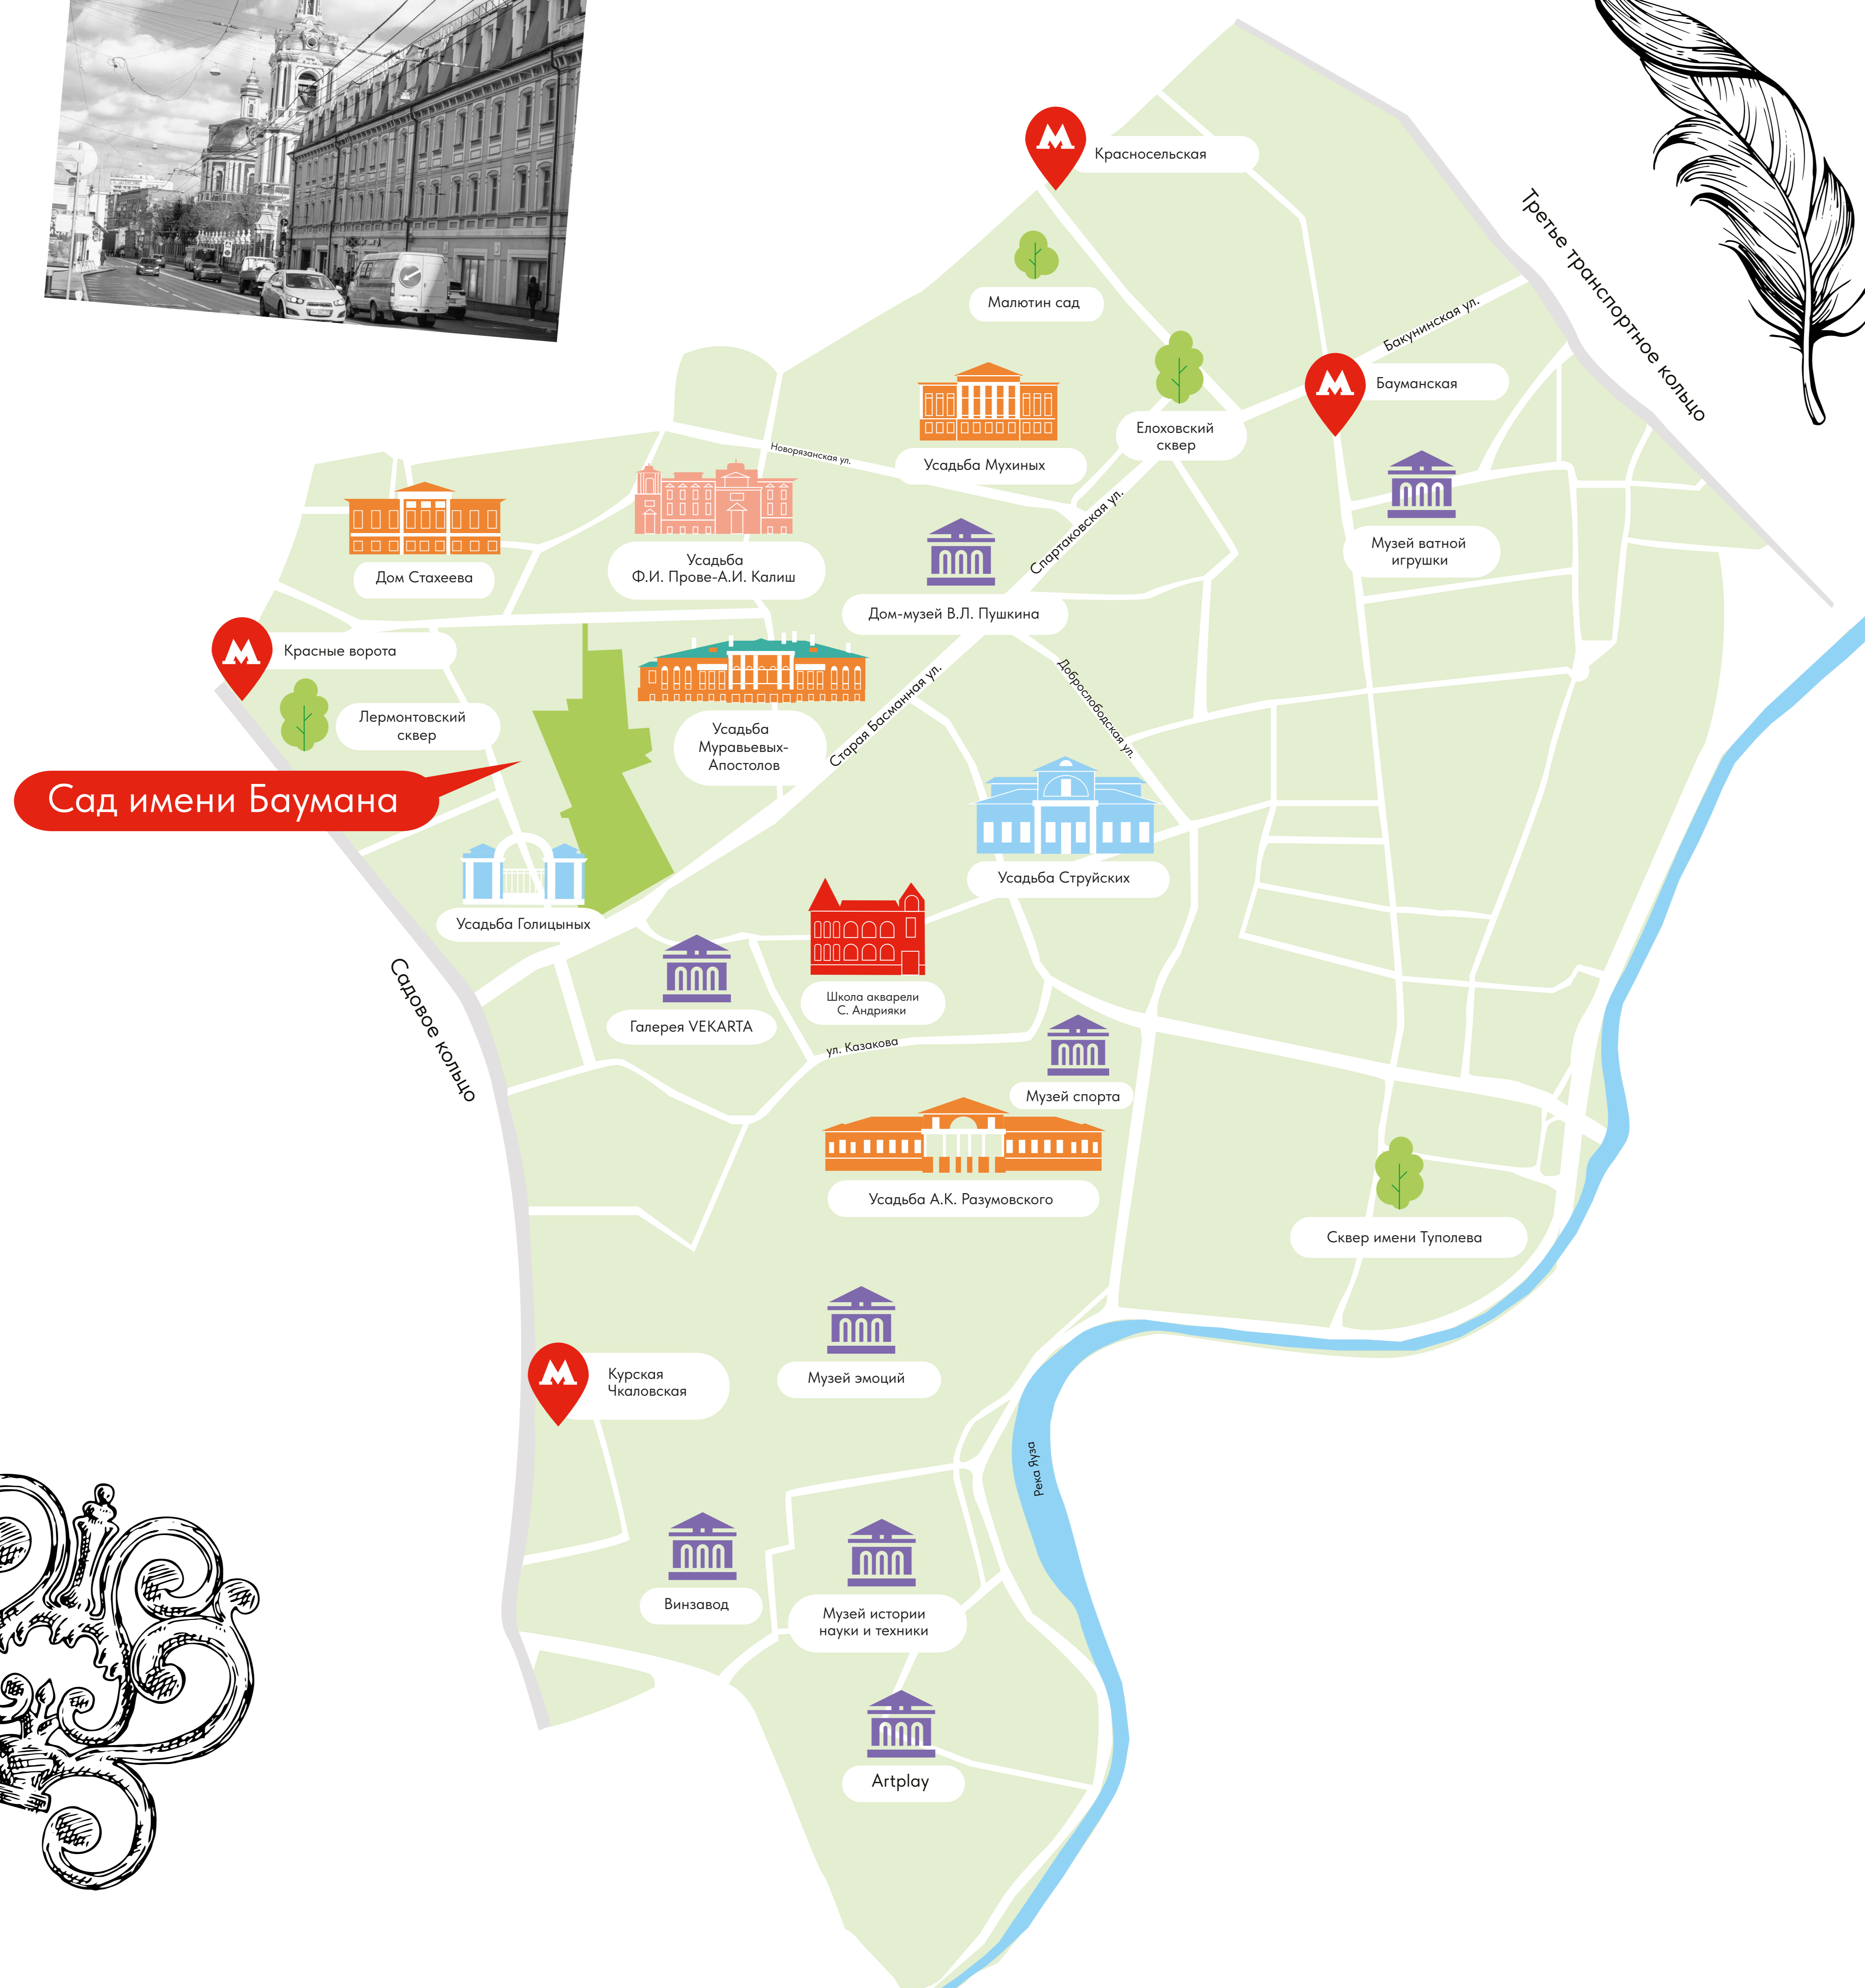 Красносельская
Третье транспортное кольцо
Малютин сад
Бакунинская ул.
Бауманская
Елоховский
сквер
Новорязанская ул.
Усадьба Мухиных
Спартаковская ул.
Музей ватной
игрушки
Усадьба
Ф.И. Прове-А.И. Калиш
Дом Стахеева
Дом-музей В.Л. Пушкина
Красные ворота
Лермонтовский
сквер
Усадьба
Муравьевых-
Апостолов
Старая Басманная ул.
Доброслободская ул.
Сад имени Баумана
Усадьба Струйских
Усадьба Голицыных
Садовое кольцо
Школа акварели
С. Андрияки
Галерея VEKARTA
ул. Казакова
Музей спорта
Усадьба А.К. Разумовского
Сквер имени Туполева
Курская
Чкаловская
Музей эмоций
Река Яуза
Винзавод
Музей истории
науки и техники
Artplay